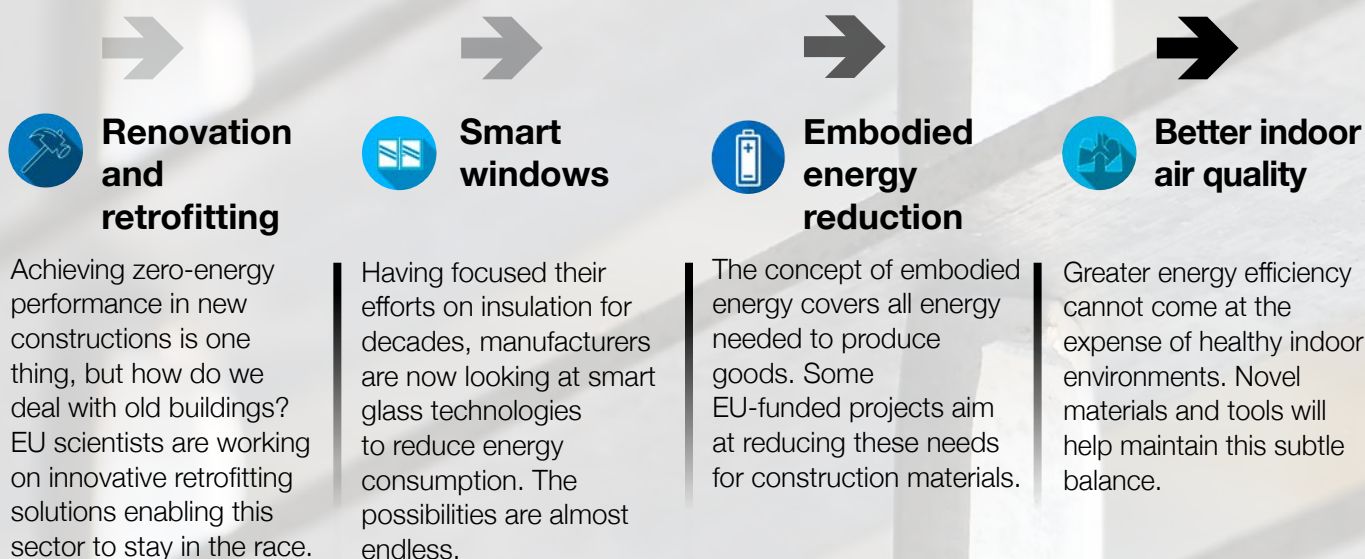 Renovation
and
retrofitting
Achieving zero-energy
performance in new
constructions is one
thing, but how do we
deal with old buildings?
EU scientists are working
on innovative retrofitting
solutions enabling this
sector to stay in the race.
Smart
windows
Having focused their
efforts on insulation for
decades, manufacturers
are now looking at smart
glass technologies
to reduce energy
consumption. The
possibilities are almost
endless.
Embodied
energy
reduction
The concept of embodied
energy covers all energy
needed to produce
goods. Some
EU-funded projects aim
at reducing these needs
for construction materials.
Better indoor
air quality
Greater energy efficiency
cannot come at the
expense of healthy indoor
environments. Novel
materials and tools will
help maintain this subtle
balance.